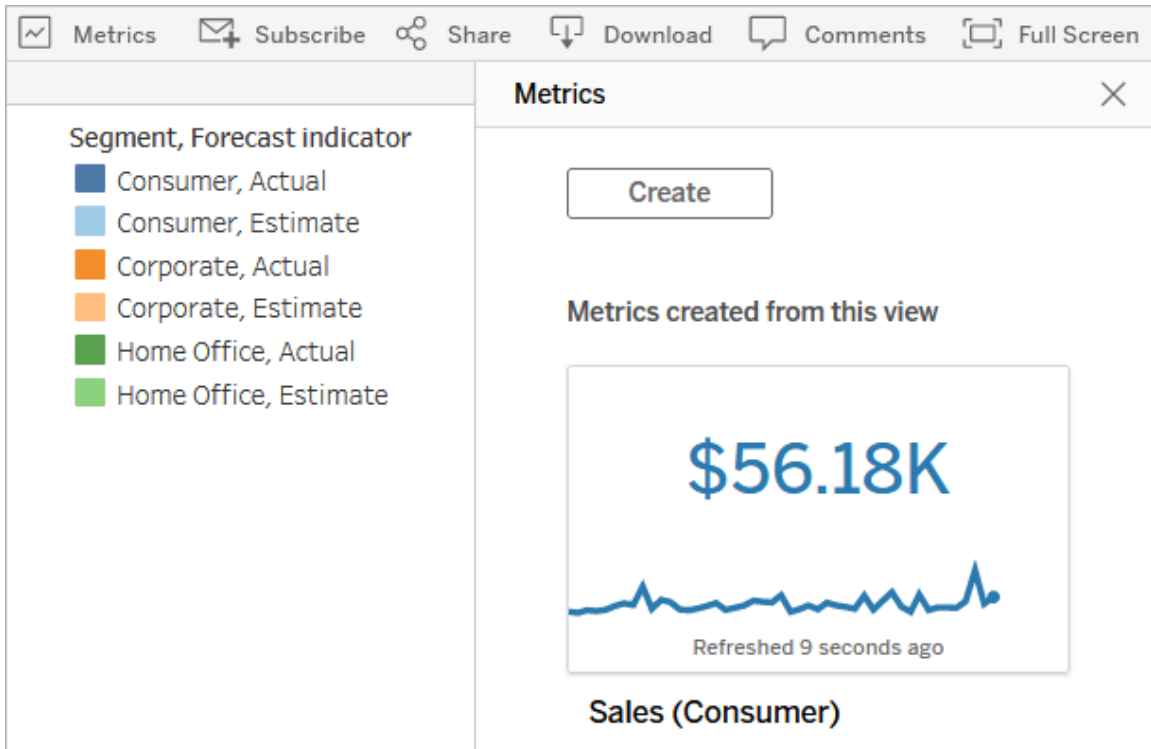 Metrics Subscribe Share Download Comments Full Screen
Segment, Forecast indicator
Consumer, Actual
Consumer, Estimate
Corporate, Actual
Corporate, Estimate
Home Office, Actual
Home Office, Estimate
Metrics
Create
Metrics created from this view
$56.18K
Refreshed 9 seconds ago
Sales (Consumer)